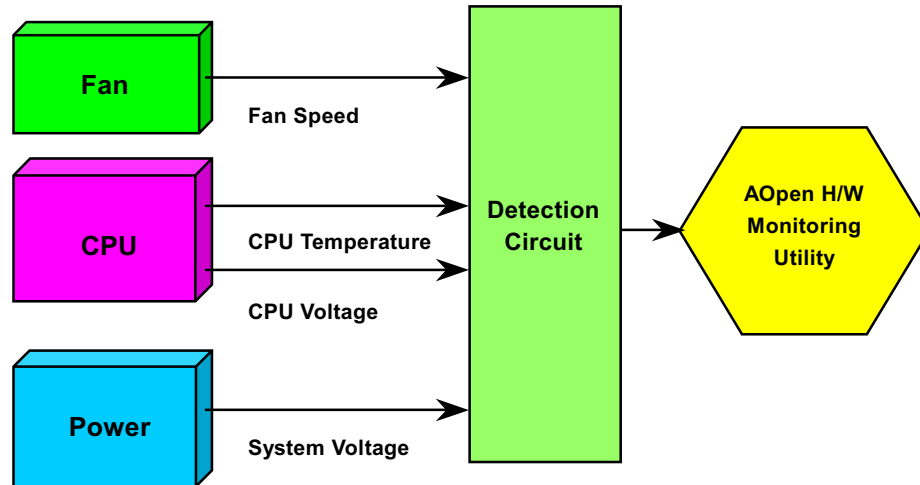 Fan
Fan Speed
CPU
CPU Temperature
CPU Voltage
Power
System Voltage
Detection
Circuit
AOpen H/W
Monitoring
Utility